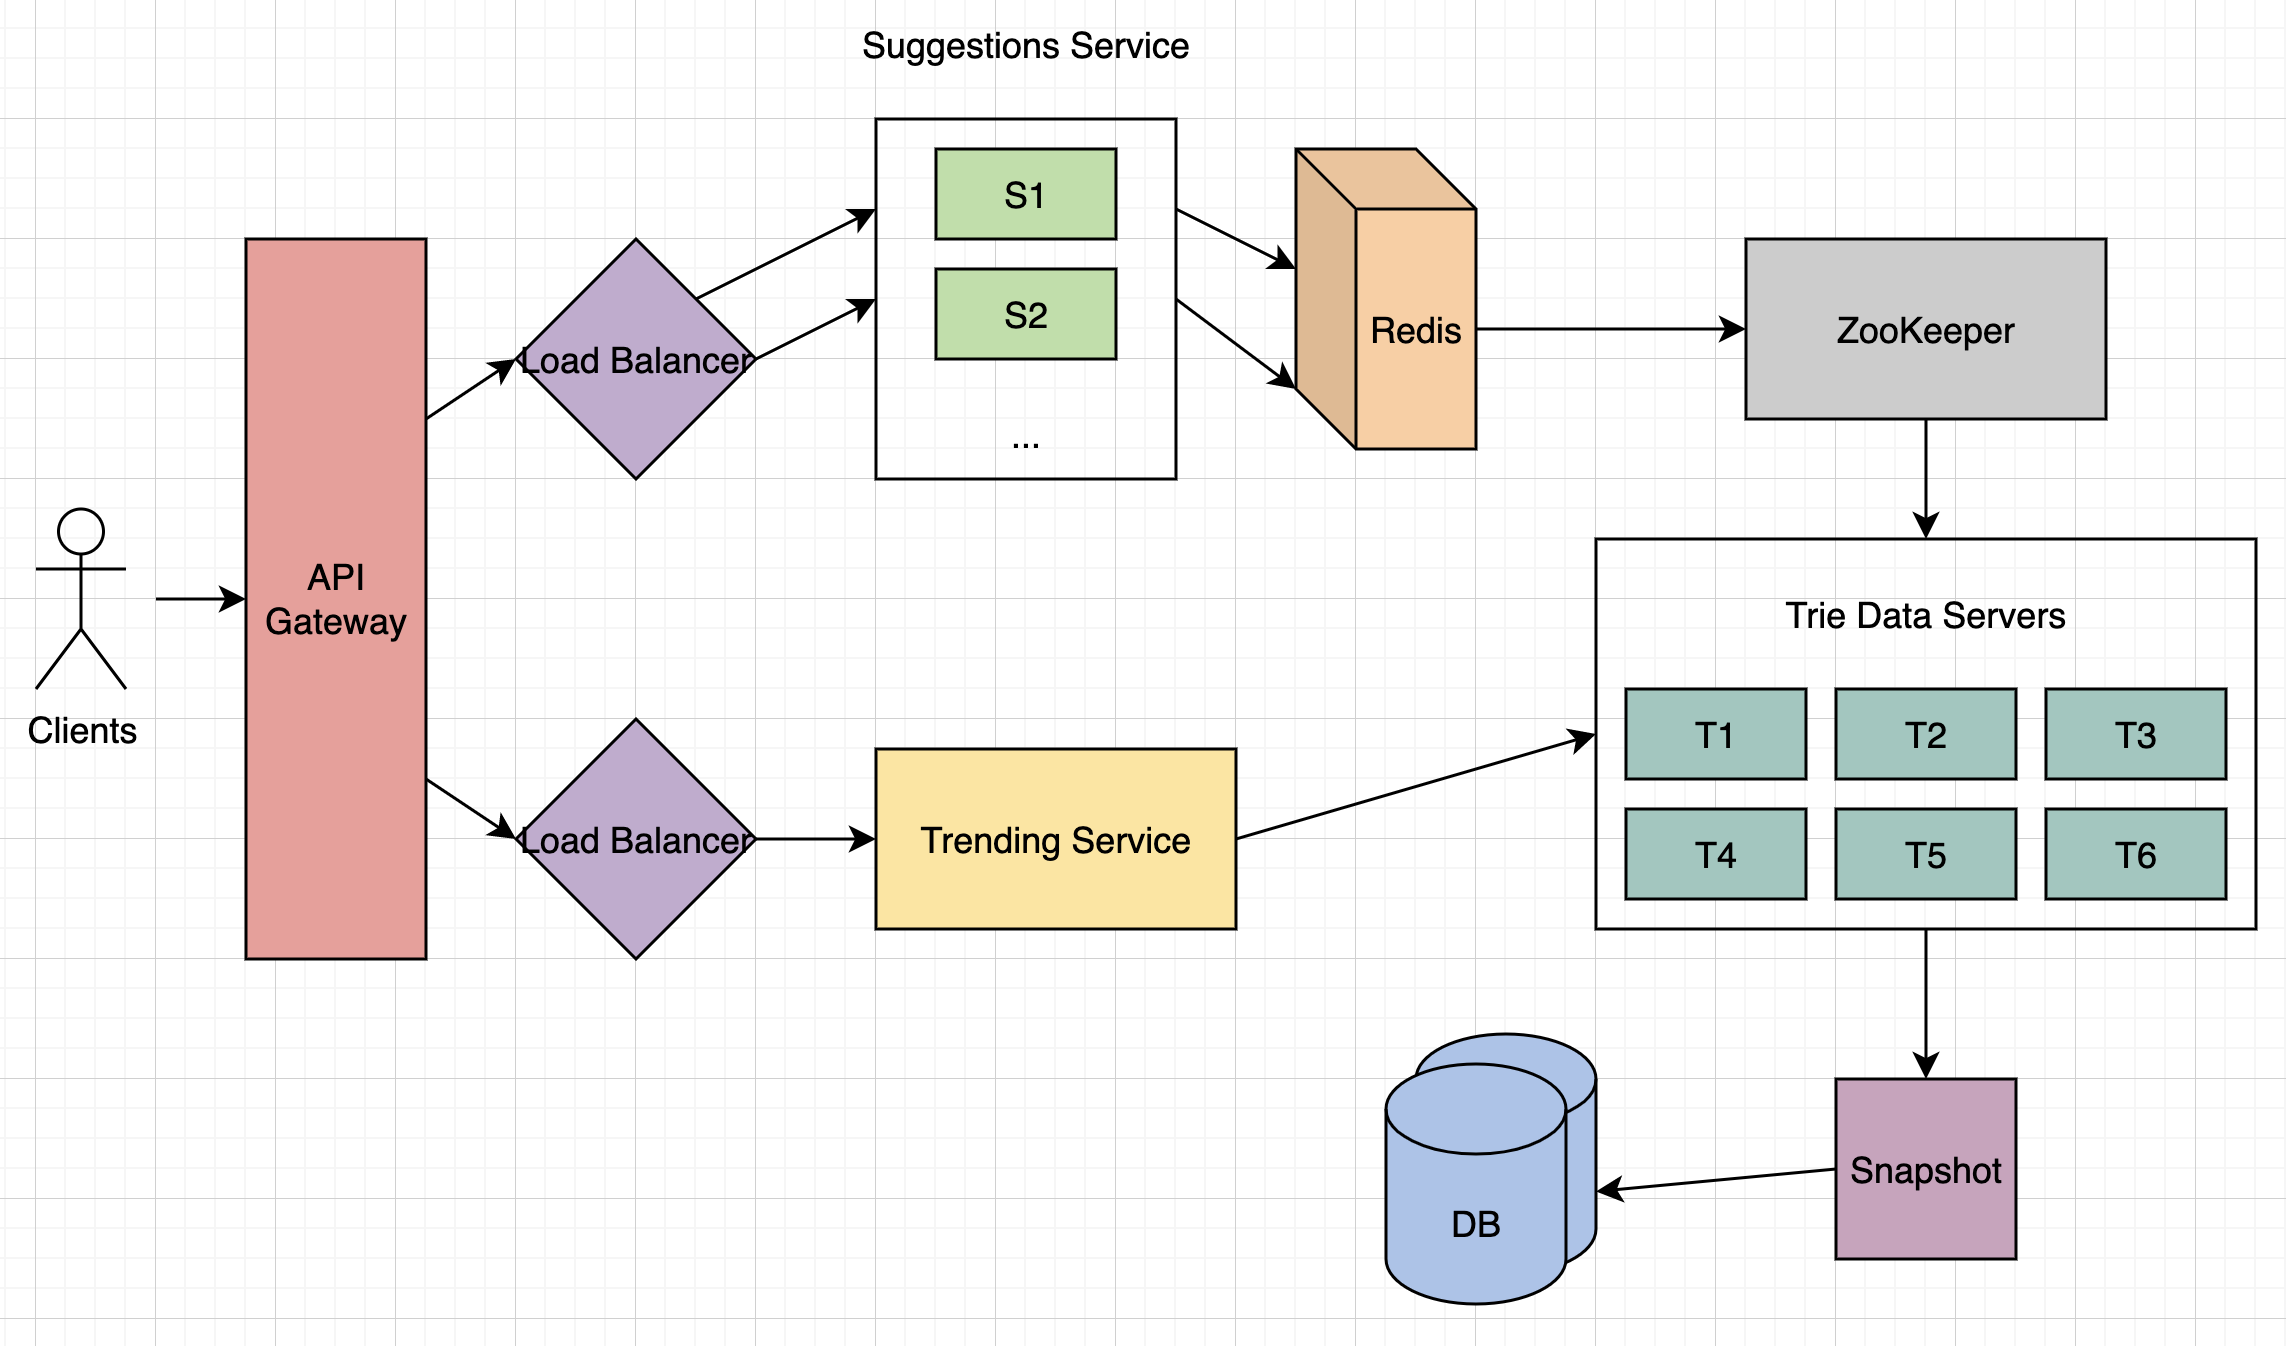 Suggestions Service
S1
S2
...
Load Balancer
Redis
ZooKeeper
API
Gateway
Clients
Load Balancer
Trending Service
Trie Data Servers
T1
T2
T3
T4
T5
T6
Snapshot
DB